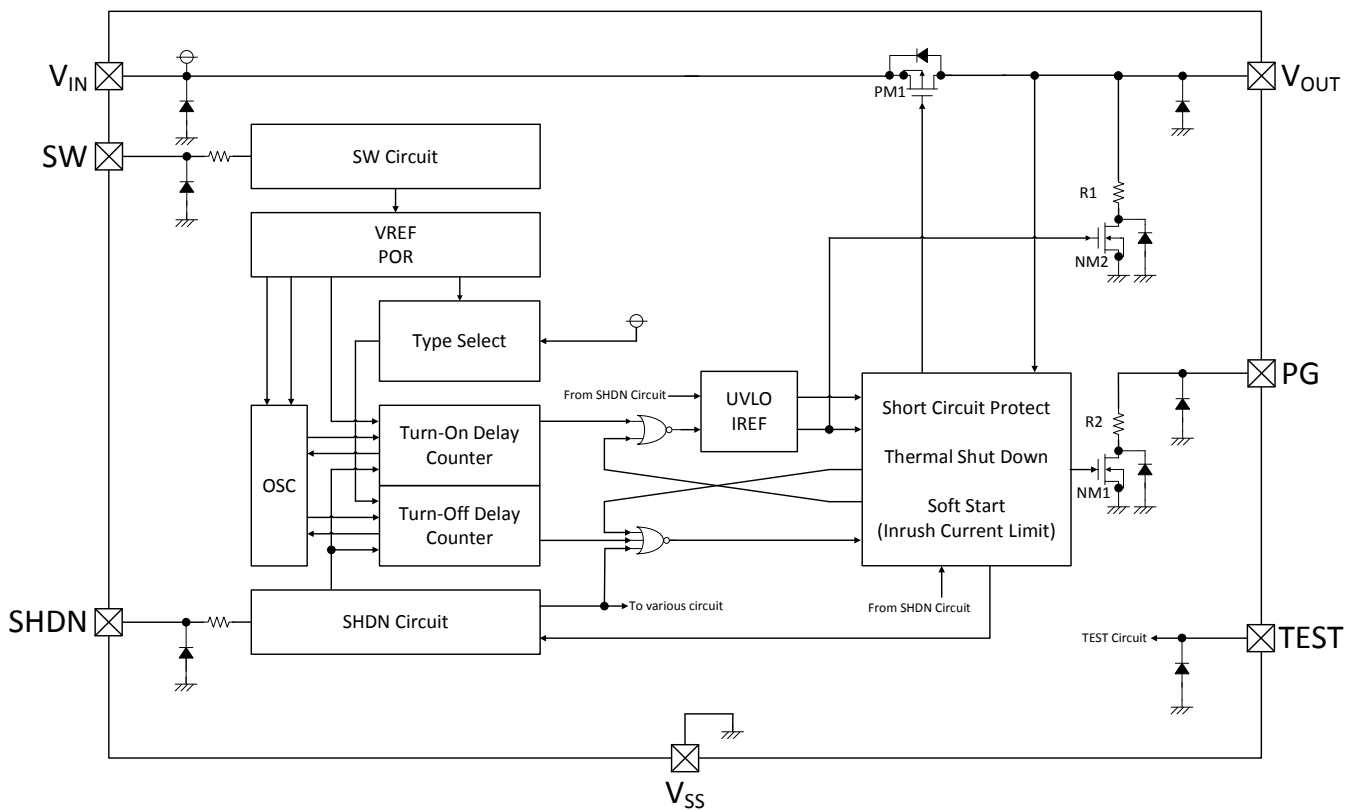 VIN
PM1
VOUT
SW
SW Circuit
R1
VREF
POR
NM2
Type Select
From SHDN Circuit
UVLO
IREF
PG
Short Circuit Protect
Turn-On Delay
Counter
R2
Thermal Shut Down
OSC
NM1
Turn-Off Delay
Counter
Soft Start
(Inrush Current Limit)
SHDN
SHDN Circuit
To various circuit
From SHDN Circuit
TEST Circuit
TEST
VSS